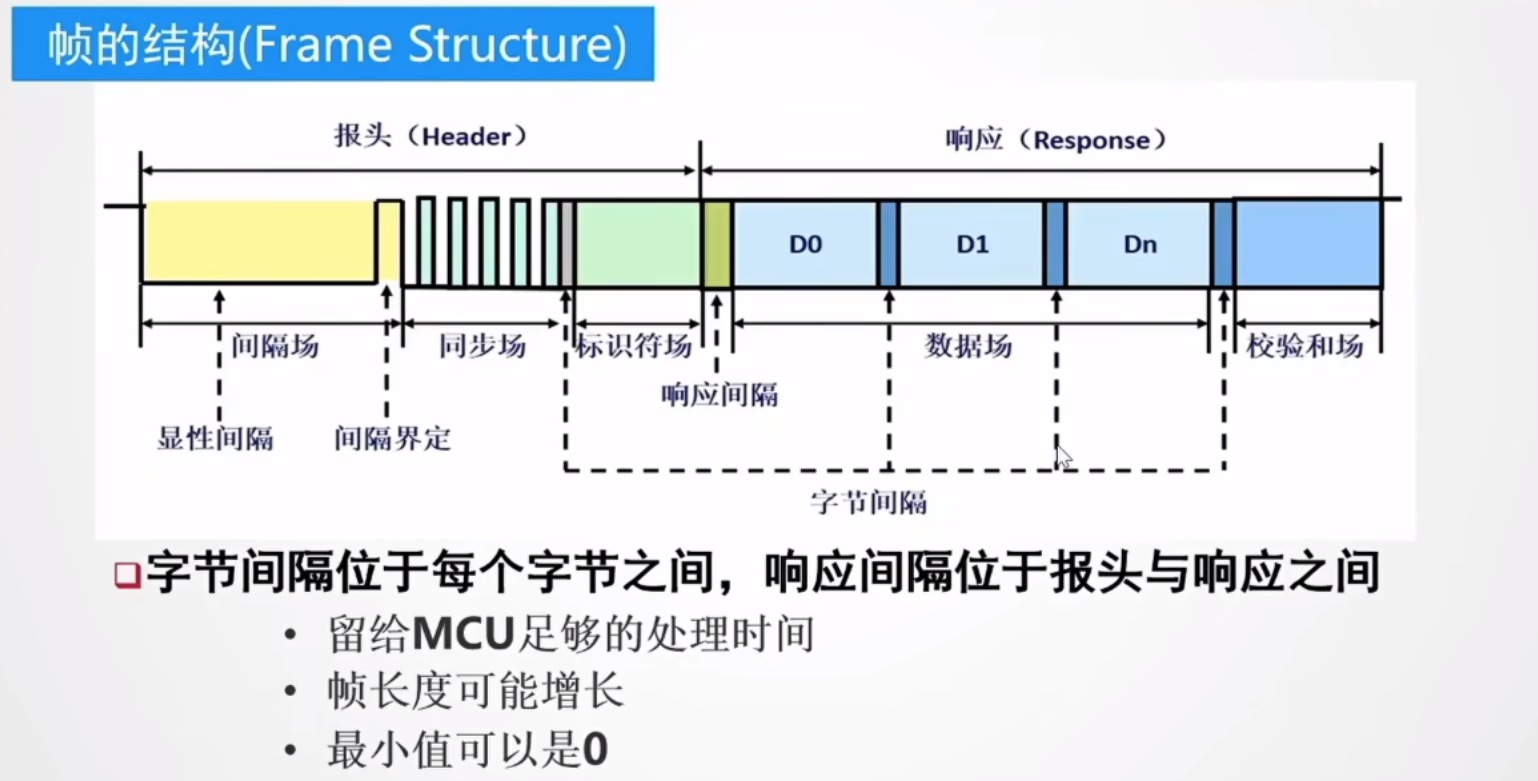 帧的结构(Frame Structure)
报头（Header） 响应（Response）
D0 D1 Dn
间隔场 同步场 标识符场 数据场 校验和场
响应间隔
显性间隔 间隔界定
字节间隔
字节间隔位于每个字节之间，响应间隔位于报头与响应之间
• 留给MCU足够的处理时间
• 帧长度可能增长
• 最小值可以是0